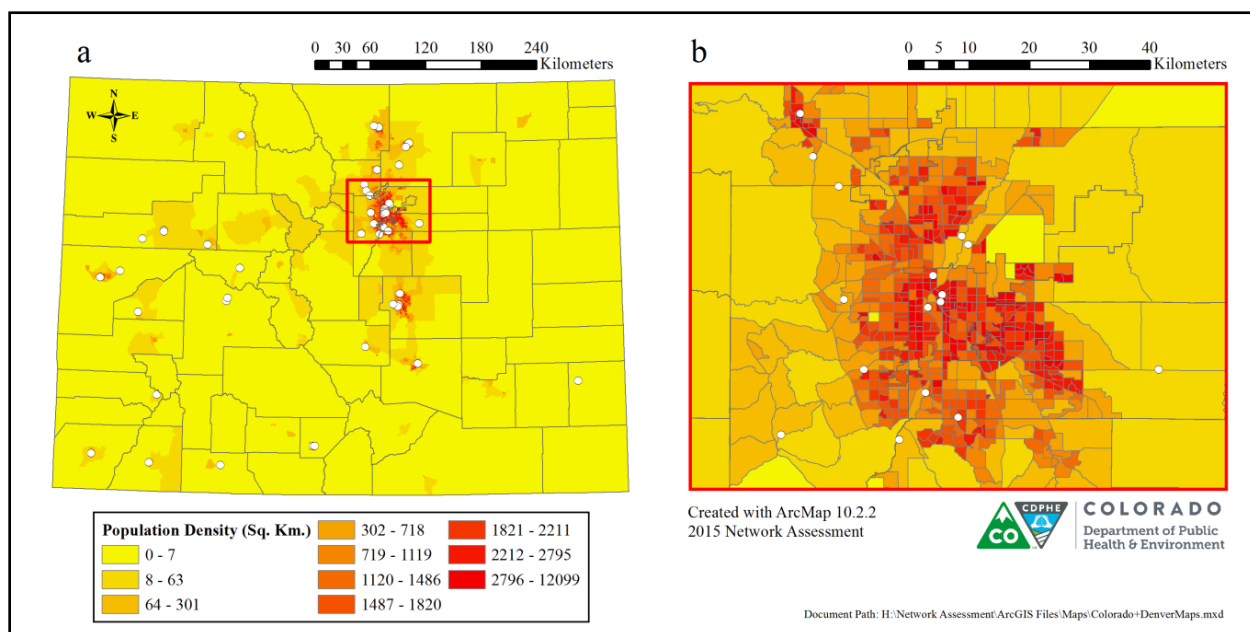 a
0 30 60 120 180 240
Kilometers
N
W E
S
b
0 5 10 20 30 40
Kilometers
Population Density (Sq. Km.)
0 - 7
8 - 63
64 - 301
302 - 718
719 - 1119
1120 - 1486
1487 - 1820
1821 - 2211
2212 - 2795
2796 - 12099
Created with ArcMap 10.2.2
2015 Network Assessment
CO
CDPHE
COLORADO
Department of Public
Health & Environment
Document Path: H:\Network Assessment\ArcGIS Files\Maps\Colorado+DenverMaps.mxd